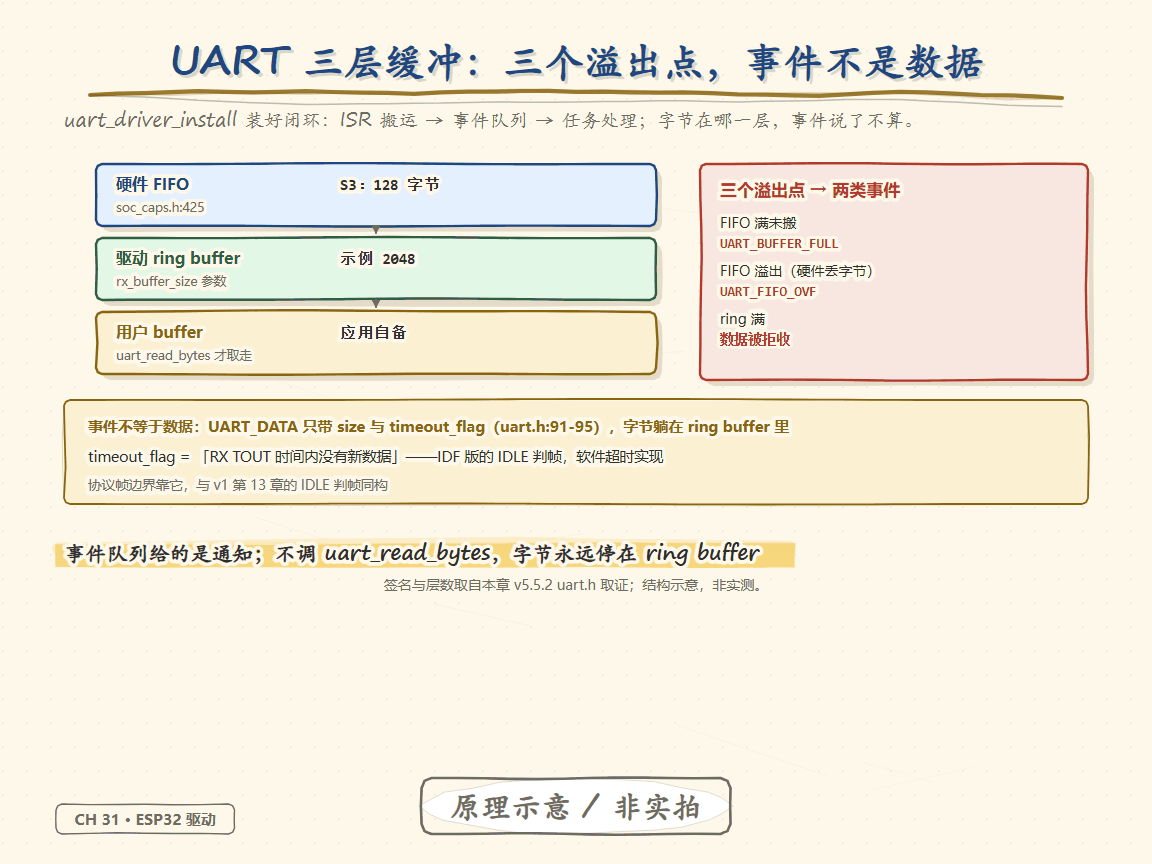 UART 三层缓冲：三个溢出点，事件不是数据
uart_driver_install 装好闭环：ISR 搬运 → 事件队列 → 任务处理；字节在哪一层，事件说了不算。
硬件 FIFO
S3：128 字节
soc_caps.h:425
驱动 ring buffer
示例 2048
rx_buffer_size 参数
用户 buffer
应用自备
uart_read_bytes 才取走
三个溢出点 → 两类事件
FIFO 满未搬
UART_BUFFER_FULL
FIFO 溢出（硬件丢字节）
UART_FIFO_OVF
ring 满
数据被拒收
事件不等于数据：UART_DATA 只带 size 与 timeout_flag（uart.h:91-95），字节躺在 ring buffer 里
timeout_flag = 「RX TOUT 时间内没有新数据」——IDF 版的 IDLE 判帧，软件超时实现
协议帧边界靠它，与 v1 第 13 章的 IDLE 判帧同构
事件队列给的是通知；不调 uart_read_bytes，字节永远停在 ring buffer
签名与层数取自本章 v5.5.2 uart.h 取证；结构示意，非实测。
原理示意 / 非实拍
CH 31 • ESP32 驱动